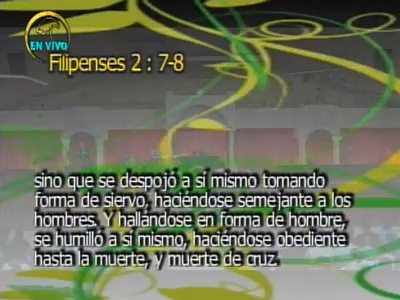 EN VIVO
Filipenses 2 : 7-8
sino que se despojó a sí mismo tomando
forma de siervo, haciéndose semejante a los
hombres. Y hallándose en forma de hombre,
se humilló a sí mismo, haciéndose obediente
hasta la muerte, y muerte de cruz.